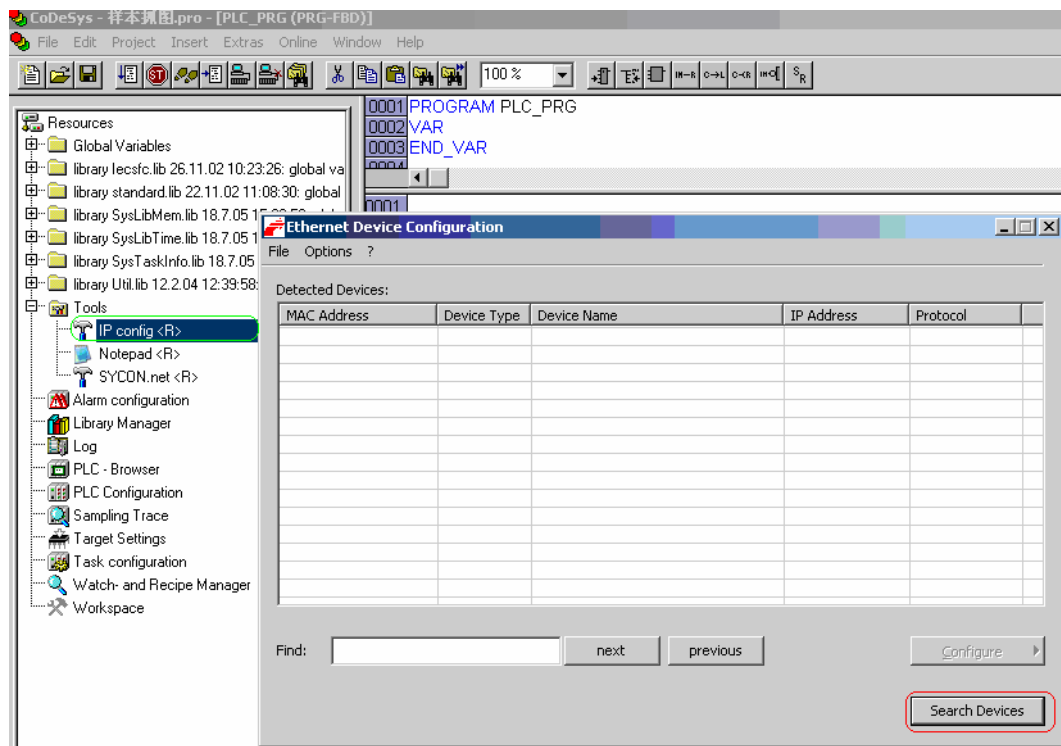 CoDeSys - 样本抓图.pro - [PLC_PRG (PRG-FBD)]
File Edit Project Insert Extras Online Window Help
100 %
0001 PROGRAM PLC_PRG
0002 VAR
0003 END_VAR
0004
0001
Resources
Global Variables
library Iecsfc.lib 26.11.02 10:23:26: global va
library standard.lib 22.11.02 11:08:30: global
library SysLibMem.lib 18.7.05
library SysLibTime.lib 18.7.05 1
library SysTaskInfo.lib 18.7.05
library Util.lib 12.2.04 12:39:58:
Tools
IP config <R>
Notepad <R>
SYCON.net <R>
Alarm configuration
Library Manager
Log
PLC - Browser
PLC Configuration
Sampling Trace
Target Settings
Task configuration
Watch- and Recipe Manager
Workspace
Ethernet Device Configuration
File Options ?
Detected Devices:
MAC Address Device Type Device Name IP Address Protocol
Find: next previous Configure
Search Devices